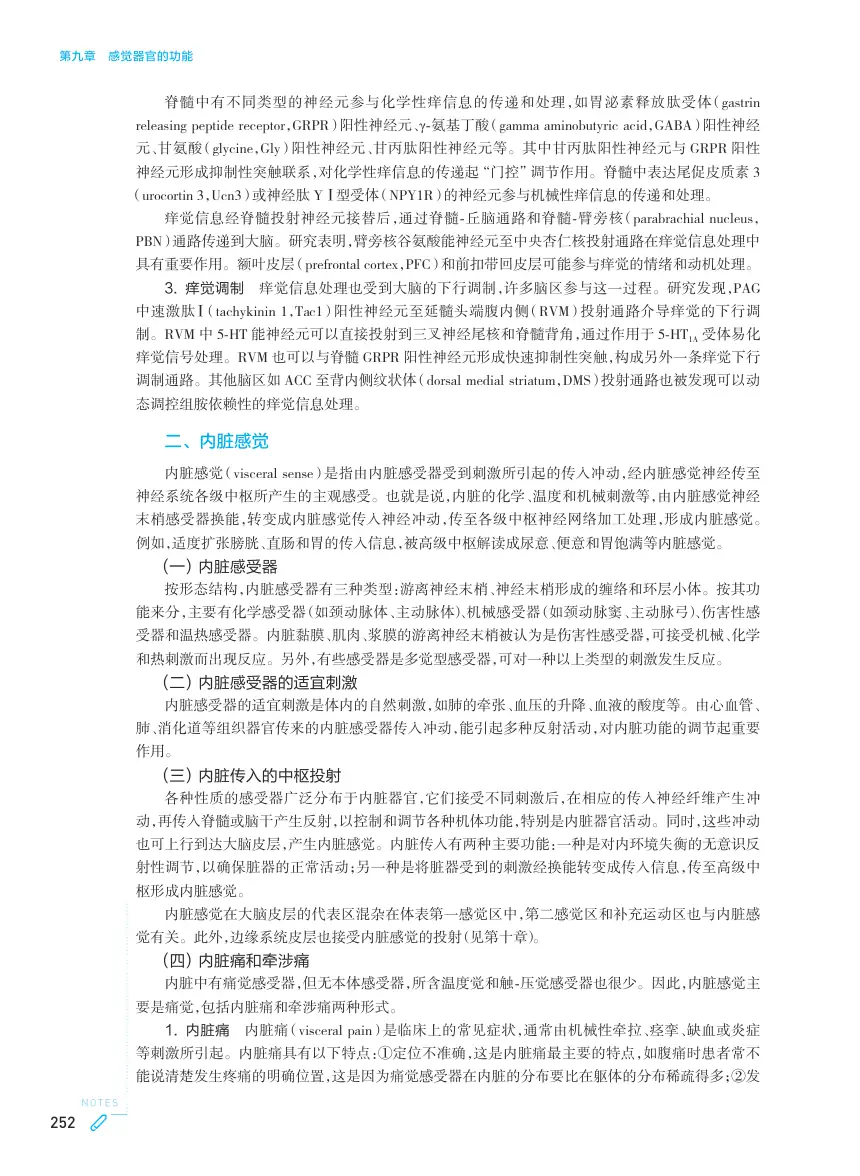 第九章 感觉器官的功能
脊髓中有不同类型的神经元参与化学性痒信息的传递和处理，如胃泌素释放肽受体（gastrin
releasing peptide receptor，GRPR）阳性神经元、γ-氨基丁酸（gamma aminobutyric acid，GABA）阳性神经
元、甘氨酸（glycine，Gly）阳性神经元、甘丙肽阳性神经元等。其中甘丙肽阳性神经元与 GRPR 阳性
神经元形成抑制性突触联系，对化学性痒信息的传递起“门控”调节作用。脊髓中表达尾促皮质素 3
（urocortin 3，Ucn3）或神经肽 Y Ⅰ型受体（NPY1R）的神经元参与机械性痒信息的传递和处理。
痒觉信息经脊髓投射神经元接替后，通过脊髓-丘脑通路和脊髓-臂旁核（parabrachial nucleus，
PBN）通路传递到大脑。研究表明，臂旁核谷氨酸能神经元至中央杏仁核投射通路在痒觉信息处理中
具有重要作用。额叶皮层（prefrontal cortex，PFC）和前扣带回皮层可能参与痒觉的情绪和动机处理。
3. 痒觉调制 痒觉信息处理也受到大脑的下行调制，许多脑区参与这一过程。研究发现，PAG
中速激肽Ⅰ（tachykinin 1，Tac1）阳性神经元至延髓头端腹内侧（RVM）投射通路介导痒觉的下行调
制。RVM 中 5-HT 能神经元可以直接投射到三叉神经尾核和脊髓背角，通过作用于 5-HT1A 受体易化
痒觉信号处理。RVM 也可以与脊髓 GRPR 阳性神经元形成快速抑制性突触，构成另外一条痒觉下行
调制通路。其他脑区如 ACC 至背内侧纹状体（dorsal medial striatum，DMS）投射通路也被发现可以动
态调控组胺依赖性的痒觉信息处理。
二、内脏感觉
内脏感觉（visceral sense）是指由内脏感受器受到刺激所引起的传入冲动，经内脏感觉神经传至
神经系统各级中枢所产生的主观感受。也就是说，内脏的化学、温度和机械刺激等，由内脏感觉神经
末梢感受器换能，转变成内脏感觉传入神经冲动，传至各级中枢神经网络加工处理，形成内脏感觉。
例如，适度扩张膀胱、直肠和胃的传入信息，被高级中枢解读成尿意、便意和胃饱满等内脏感觉。
（一）内脏感受器
按形态结构，内脏感受器有三种类型：游离神经末梢、神经末梢形成的缠络和环层小体。按其功
能来分，主要有化学感受器（如颈动脉体、主动脉体）、机械感受器（如颈动脉窦、主动脉弓）、伤害性感
受器和温热感受器。内脏黏膜、肌肉、浆膜的游离神经末梢被认为是伤害性感受器，可接受机械、化学
和热刺激而出现反应。另外，有些感受器是多觉型感受器，可对一种以上类型的刺激发生反应。
（二）内脏感受器的适宜刺激
内脏感受器的适宜刺激是体内的自然刺激，如肺的牵张、血压的升降、血液的酸度等。由心血管、
肺、消化道等组织器官传来的内脏感受器传入冲动，能引起多种反射活动，对内脏功能的调节起重要
作用。
（三）内脏传入的中枢投射
各种性质的感受器广泛分布于内脏器官，它们接受不同刺激后，在相应的传入神经纤维产生冲
动，再传入脊髓或脑干产生反射，以控制和调节各种机体功能，特别是内脏器官活动。同时，这些冲动
也可上行到达大脑皮层，产生内脏感觉。内脏传入有两种主要功能：一种是对内环境失衡的无意识反
射性调节，以确保脏器的正常活动；另一种是将脏器受到的刺激经换能转变成传入信息，传至高级中
枢形成内脏感觉。
内脏感觉在大脑皮层的代表区混杂在体表第一感觉区中，第二感觉区和补充运动区也与内脏感
觉有关。此外，边缘系统皮层也接受内脏感觉的投射（见第十章）。
（四）内脏痛和牵涉痛
内脏中有痛觉感受器，但无本体感受器，所含温度觉和触-压觉感受器也很少。因此，内脏感觉主
要是痛觉，包括内脏痛和牵涉痛两种形式。
1. 内脏痛 内脏痛（visceral pain）是临床上的常见症状，通常由机械性牵拉、痉挛、缺血或炎症
等刺激所引起。内脏痛具有以下特点：①定位不准确，这是内脏痛最主要的特点，如腹痛时患者常不
能说清楚发生疼痛的明确位置，这是因为痛觉感受器在内脏的分布要比在躯体的分布稀疏得多；②发
NOTES
252